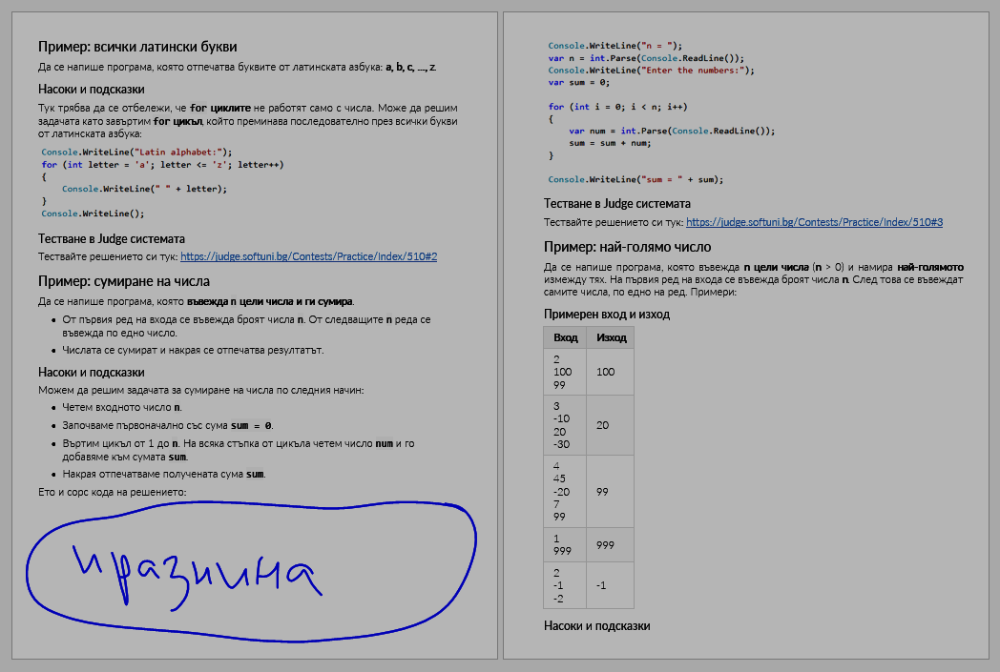 Пример: всички латински букви
Да се напише програма, която отпечатва буквите от латинската азбука: a, b, c, ..., z.
Насоки и подсказки
Тук трябва да се отбележи, че for циклите не работят само с числа. Може да решим
задачата като завъртим for цикъл, който преминава последователно през всички букви
от латинската азбука:
Console.WriteLine("Latin alphabet:");
for (int letter = 'a'; letter <= 'z'; letter++)
{
Console.WriteLine(" " + letter);
}
Console.WriteLine();
Тестване в Judge системата
Тествайте решението си тук: https://judge.softuni.bg/Contests/Practice/Index/510#2
Пример: сумиране на числа
Да се напише програма, която въвежда n цели числа и ги сумира.
• От първия ред на входа се въвежда броят числа n. От следващите n реда се
въвежда по едно число.
• Числата се сумират и накрая се отпечатва резултатът.
Насоки и подсказки
Можем да решим задачата за сумиране на числа по следния начин:
• Четем входното число n.
• Започваме първоначално със сума sum = 0.
• Въртим цикъл от 1 до n. На всяка стъпка от цикъла четем число num и го
добавяме към сумата sum.
• Накрая отпечатваме получената сума sum.
Ето и сорс кода на решението:
празнина
Console.WriteLine("n = ");
var n = int.Parse(Console.ReadLine());
Console.WriteLine("Enter the numbers:");
var sum = 0;
for (int i = 0; i < n; i++)
{
var num = int.Parse(Console.ReadLine());
sum = sum + num;
}
Console.WriteLine("sum = " + sum);
Тестване в Judge системата
Тествайте решението си тук: https://judge.softuni.bg/Contests/Practice/Index/510#3
Пример: най-голямо число
Да се напише програма, която въвежда n цели числа (n > 0) и намира най-голямото
измежду тях. На първия ред на входа се въвежда броят числа n. След това се въвеждат
самите числа, по едно на ред. Примери:
Примерен вход и изход
Вход Изход
2
100 100
99
3
-10 20
20
-30
4
45
-20 99
7
99
1 999
999
2
-1 -1
-2
Насоки и подсказки